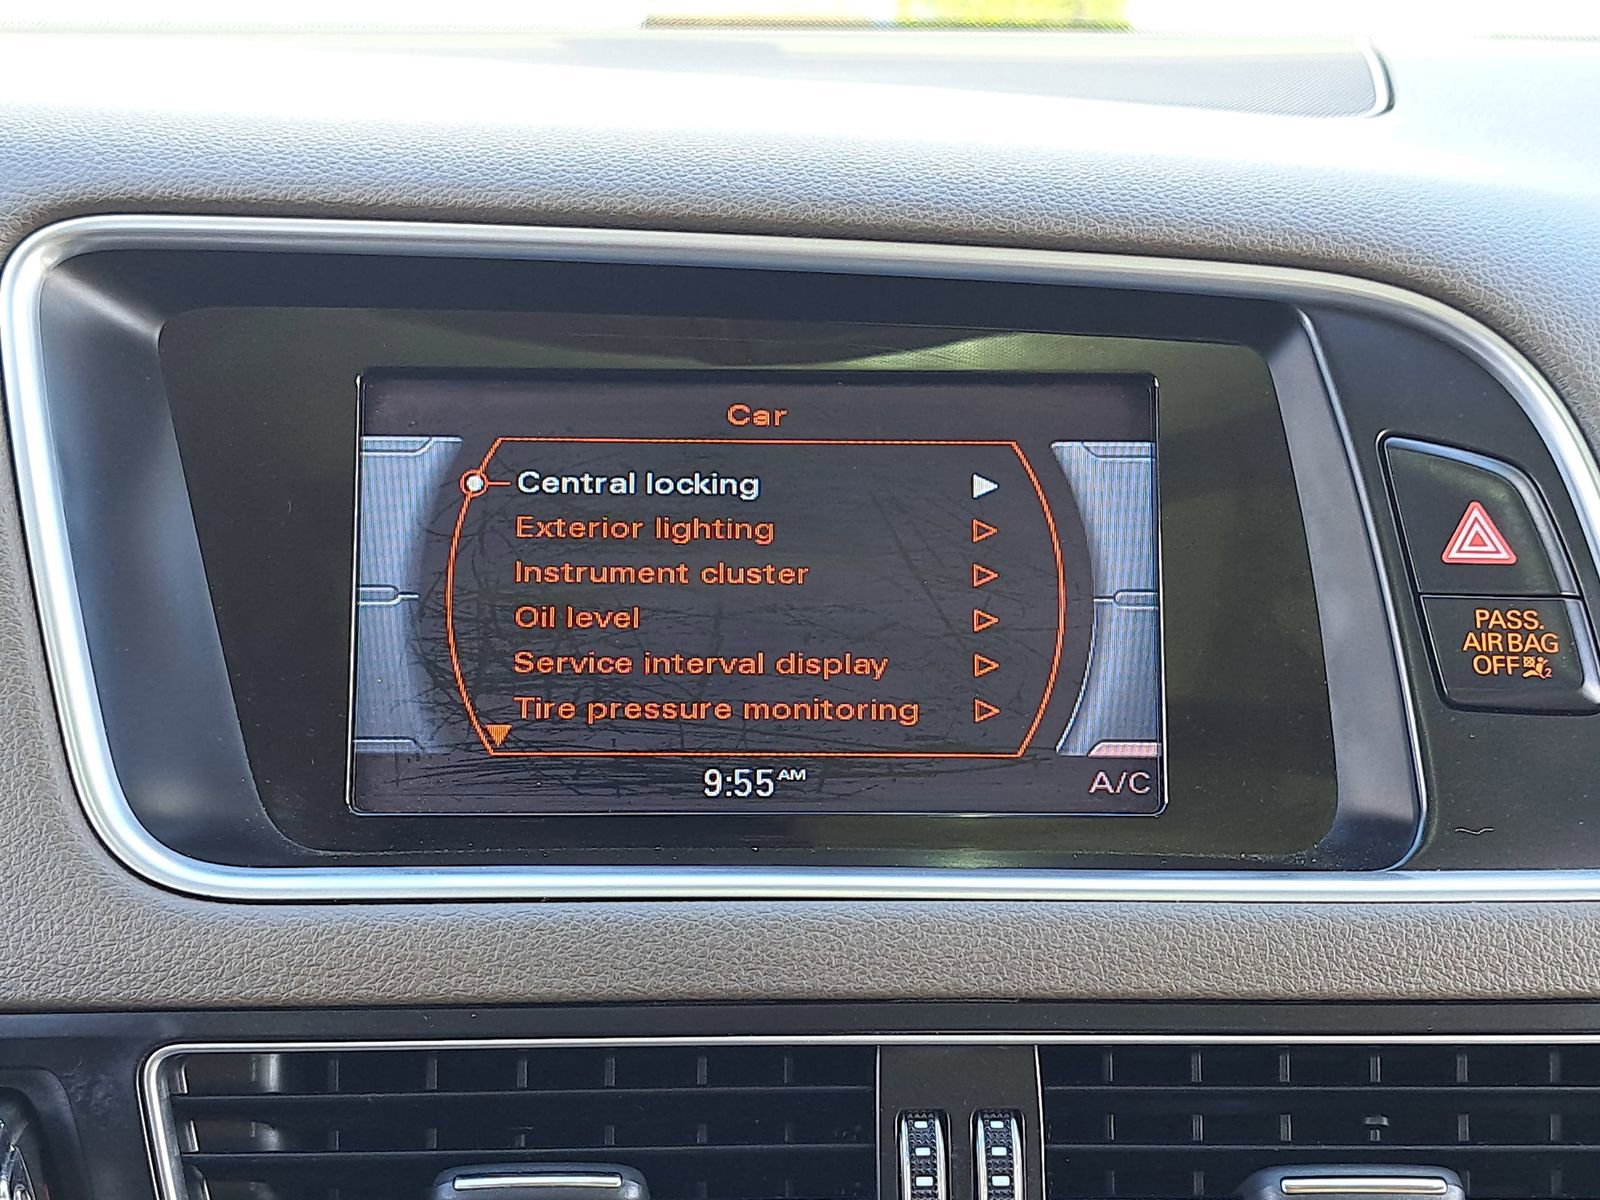 Car
Central locking
Exterior lighting
Instrument cluster
Oil level
Service interval display
Tire pressure monitoring
9:55 AM
A/C
PASS.
AIR BAG
OFF